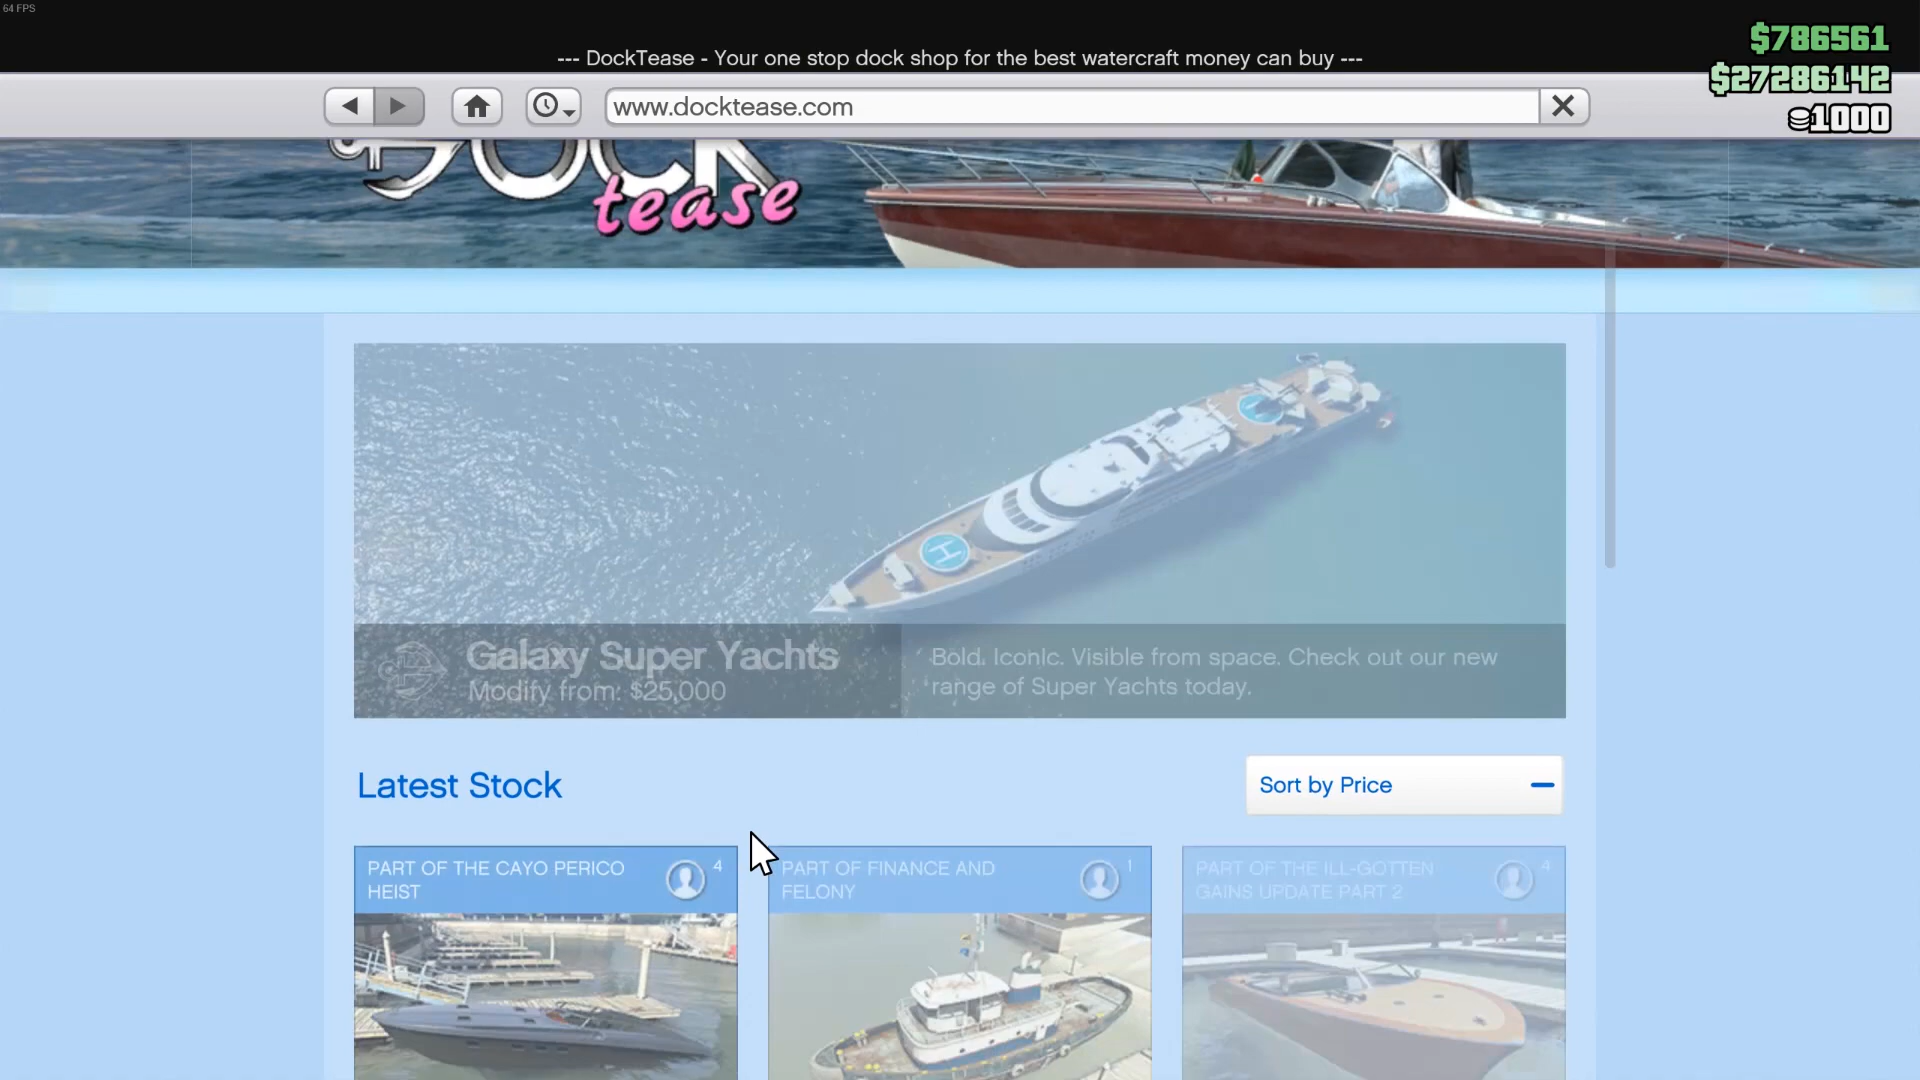 64 FPS
--- DockTease - Your one stop dock shop for the best watercraft money can buy ---
$786561
$27286142
1000
www.docktease.com
DOCK
tease
Galaxy Super Yachts
Modify from: $25,000
Bold. Iconic. Visible from space. Check out our new
range of Super Yachts today.
Latest Stock
Sort by Price
PART OF THE CAYO PERICO
HEIST
4
PART OF FINANCE AND
FELONY
1
PART OF THE ILL-GOTTEN
GAINS UPDATE PART 2
4